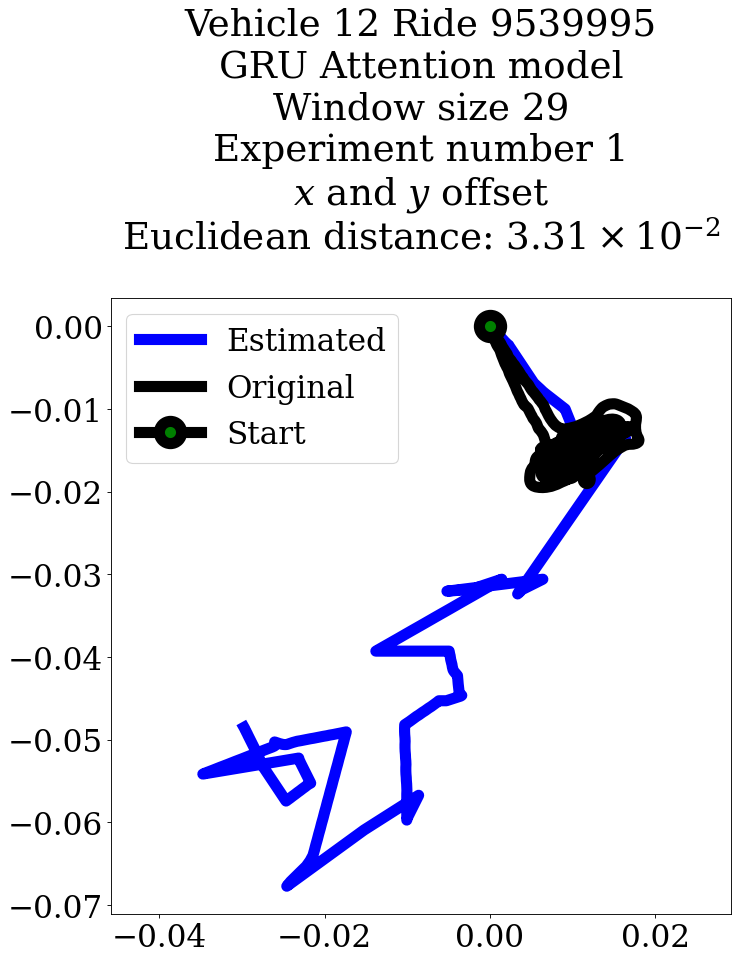 Vehicle 12 Ride 9539995
GRU Attention model
Window size 29
Experiment number 1
x and y offset
Euclidean distance: 3.31 × 10⁻²
Estimated
Original
Start
0.00
−0.01
−0.02
−0.03
−0.04
−0.05
−0.06
−0.07
−0.04
−0.02
0.00
0.02